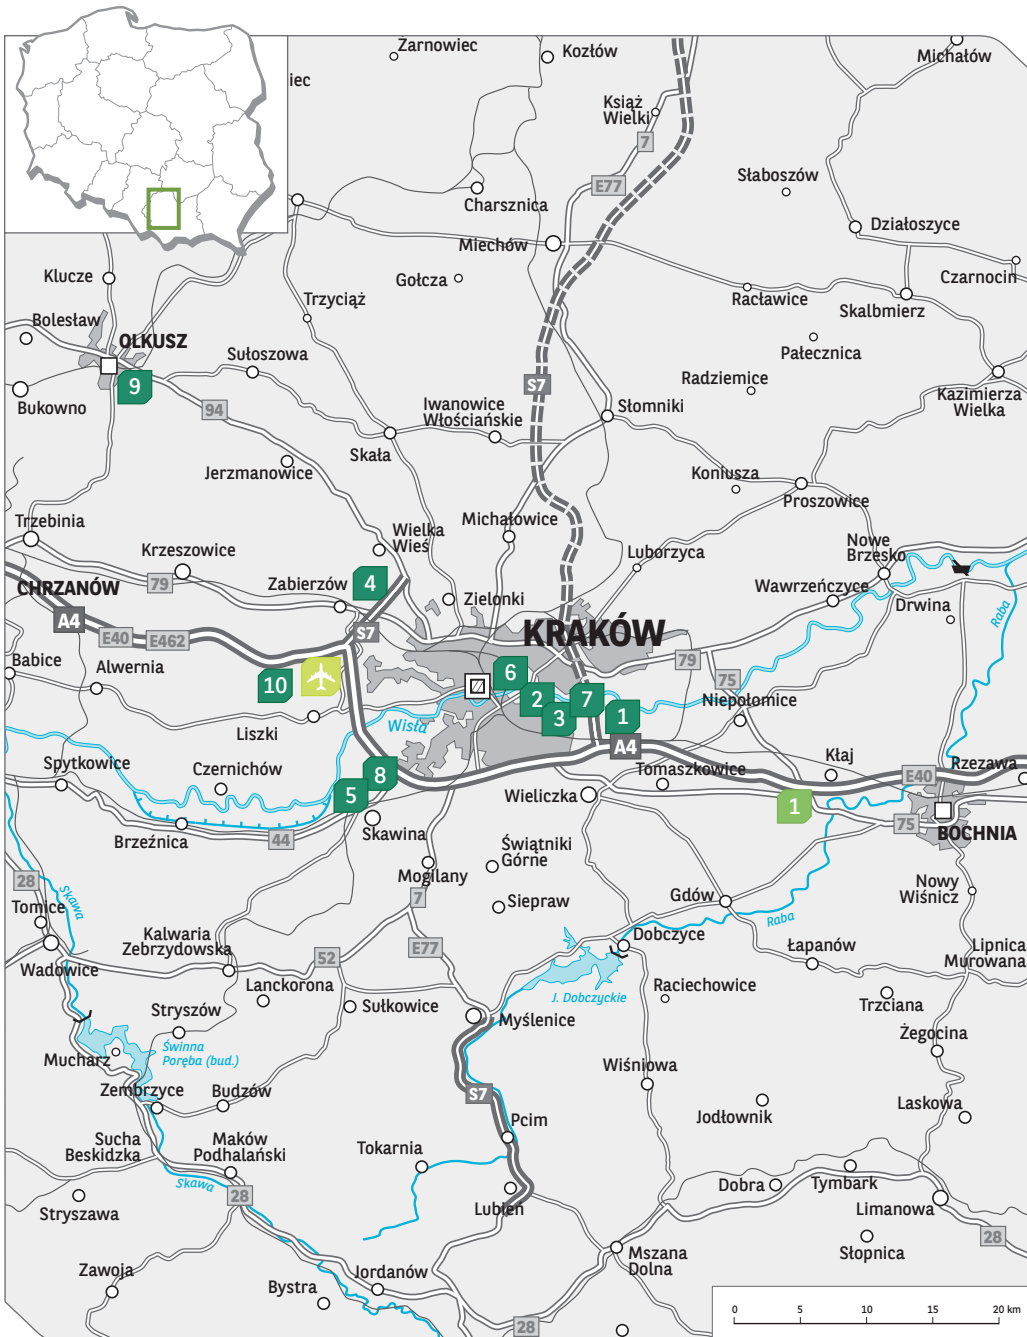 Żarnowiec
Kozłów
Michałów
iec
Książ
Wielki
7
E77
Słaboszów
Charsznica
Działoszyce
Miechów
Czarnocin
Klucze
Gołcza
Trzyciąż
Racławice
Skalbmierz
Bolesław
OLKUSZ
Sułoszowa
Pałecznica
9
S7
Radziemice
Bukowno
Iwanowice
Włościańskie
Słomniki
Kazimierza
Wielka
94
Skała
Jerzmanowice
Koniusza
Proszowice
Trzebinia
Wielka
Wieś
Michałowice
Nowe
Brzesko
Krzeszowice
Luborzyca
79
CHRZANÓW
Zabierzów
4
Zielonki
Wawrzeńczyce
Drwina
Raba
A4
E40
E462
S7
KRAKÓW
79
Babice
Alwernia
10
6
75
2
7
Niepołomice
3
1
Liszki
Wisła
A4
Spytkowice
Czernichów
8
5
Tomaszkowice
Kłaj
E40
Rzezawa
Wieliczka
1
Skawina
75
BOCHNIA
Brzeźnica
44
Świątniki
Górne
28
Skawa
Mogilany
Nowy
Wiśnicz
Tomice
7
Siepraw
Gdów
Raba
Kalwaria
Zebrzydowska
E77
Dobczyce
Łapanów
Lipnica
Murowana
Wadowice
52
Lanckorona
J. Dobczyckie
Raciechowice
Trzciana
Stryszów
Sułkowice
Myślenice
Żegocina
Mucharz
Świnna
Poręba (bud.)
Wiśniowa
Zembrzyce
Budzów
S7
Jodłownik
Laskowa
Pcim
Sucha
Beskidzka
Maków
Podhalański
Tokarnia
Skawa
28
Dobra
Tymbark
Stryszawa
Lubień
Limanowa
28
Słopnica
Zawoja
Jordanów
Mszana
Dolna
Bystra
28
0
5
10
15
20 km